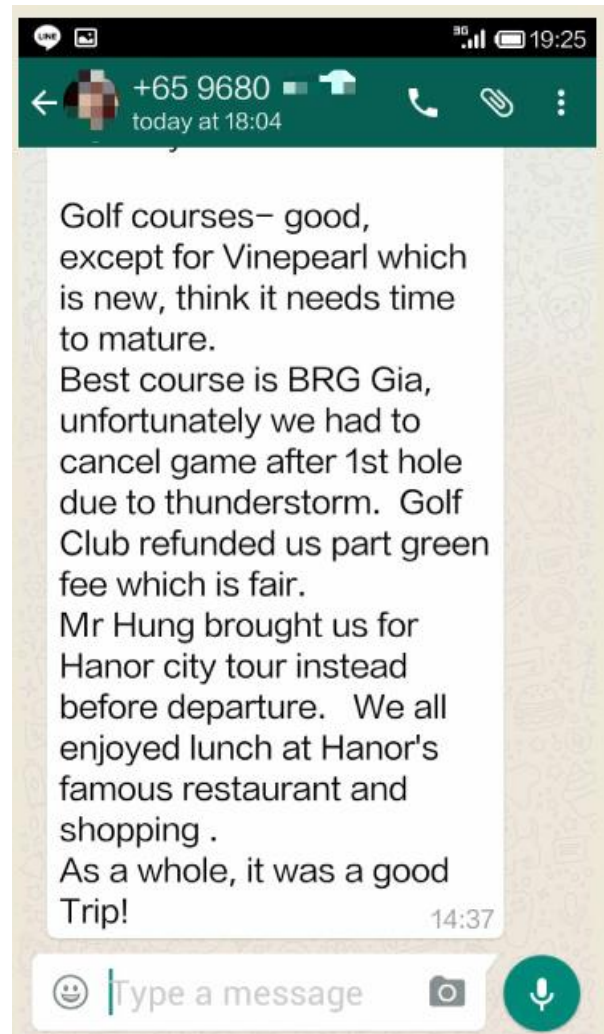 LINE 3G 19:25
+65 9680
today at 18:04
Golf courses– good,
except for Vinepearl which
is new, think it needs time
to mature.
Best course is BRG Gia,
unfortunately we had to
cancel game after 1st hole
due to thunderstorm.  Golf
Club refunded us part green
fee which is fair.
Mr Hung brought us for
Hanor city tour instead
before departure.   We all
enjoyed lunch at Hanor's
famous restaurant and
shopping .
As a whole, it was a good
Trip!
14:37
Type a message